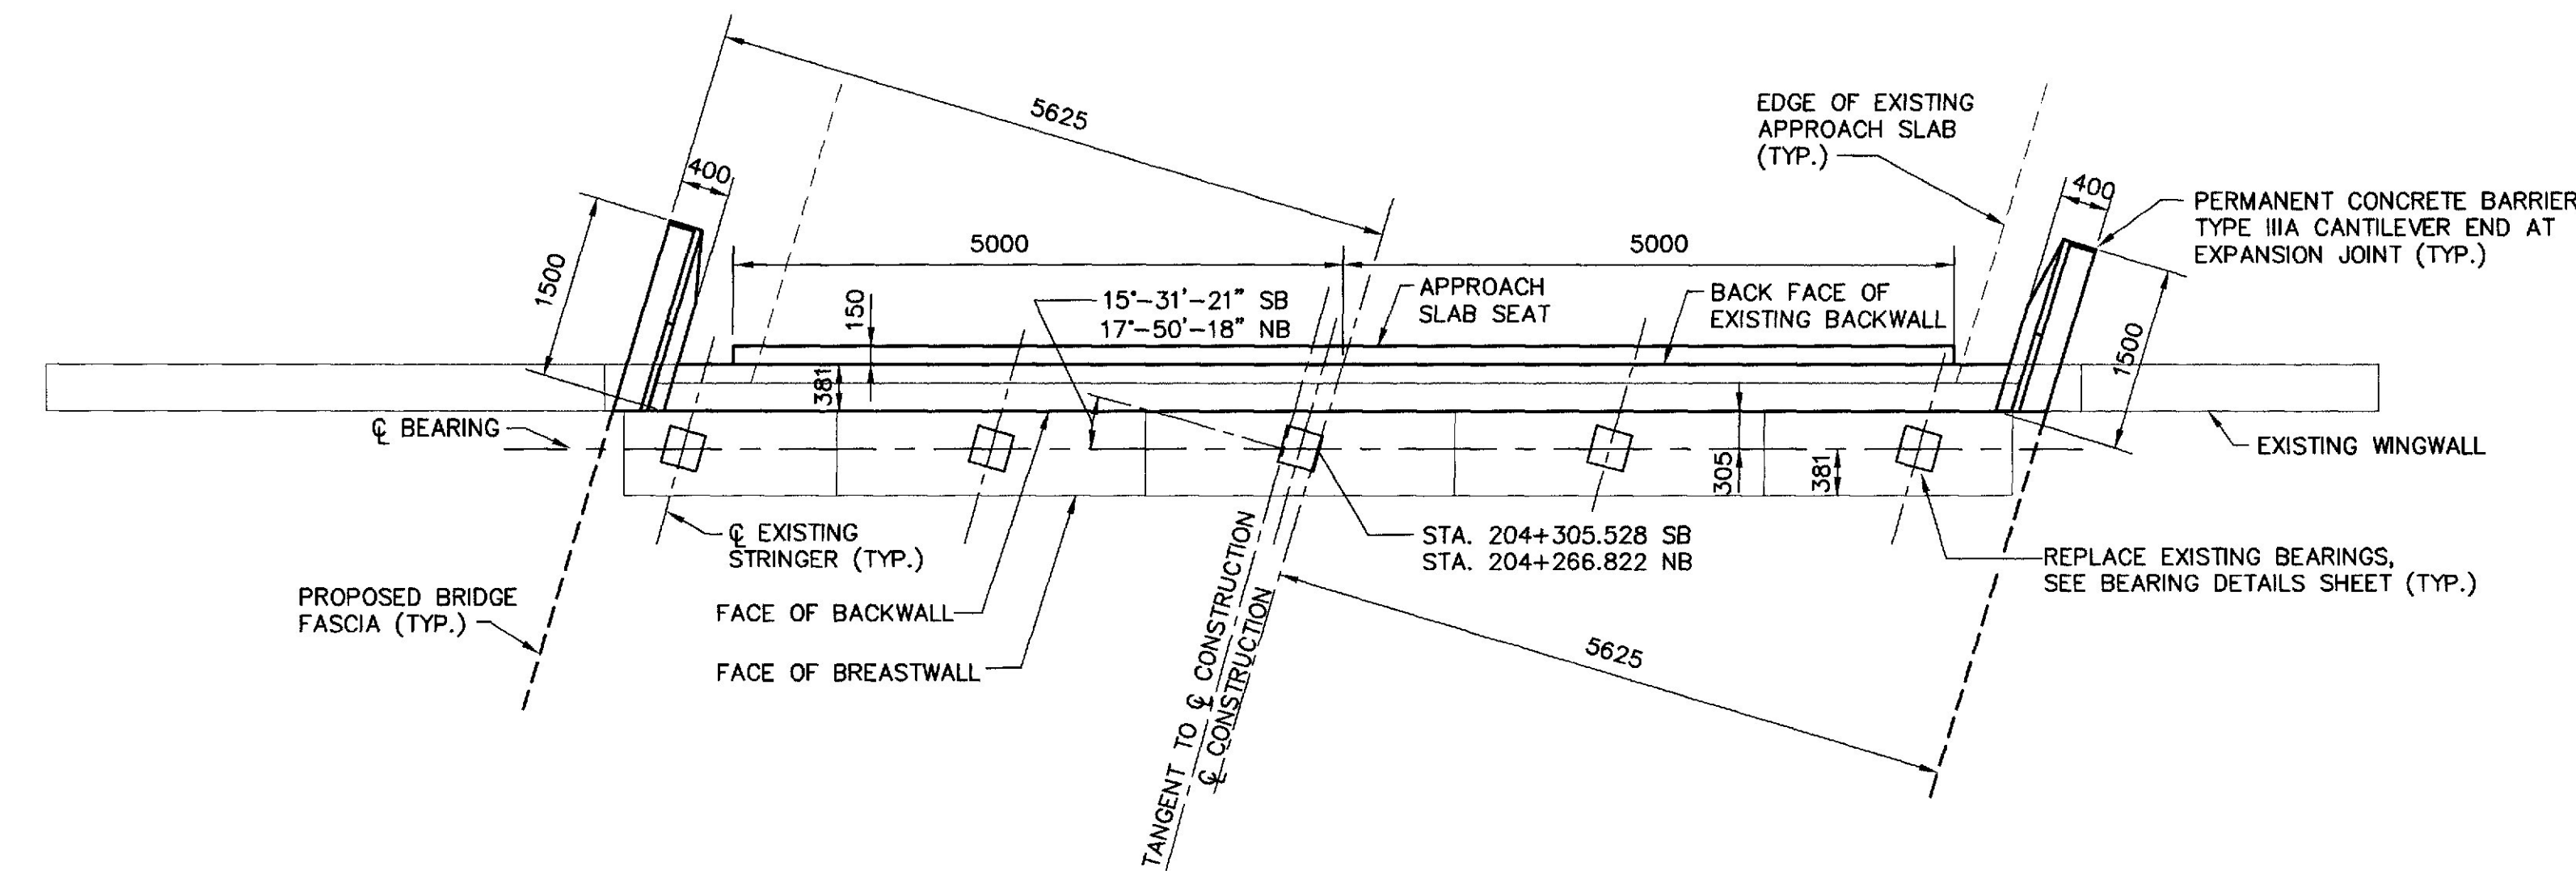 5625
EDGE OF EXISTING
APPROACH SLAB
(TYP.)
400
400
PERMANENT CONCRETE BARRIER
TYPE IIIA CANTILEVER END AT
EXPANSION JOINT (TYP.)
1500
5000
5000
150
15°-31'-21" SB
17°-50'-18" NB
APPROACH
SLAB SEAT
BACK FACE OF
EXISTING BACKWALL
1500
381
℄ BEARING
EXISTING WINGWALL
305
381
℄ EXISTING
STRINGER (TYP.)
STA. 204+305.528 SB
STA. 204+266.822 NB
REPLACE EXISTING BEARINGS,
SEE BEARING DETAILS SHEET (TYP.)
PROPOSED BRIDGE
FASCIA (TYP.)
FACE OF BACKWALL
FACE OF BREASTWALL
TANGENT TO ℄ CONSTRUCTION
℄ CONSTRUCTION
5625